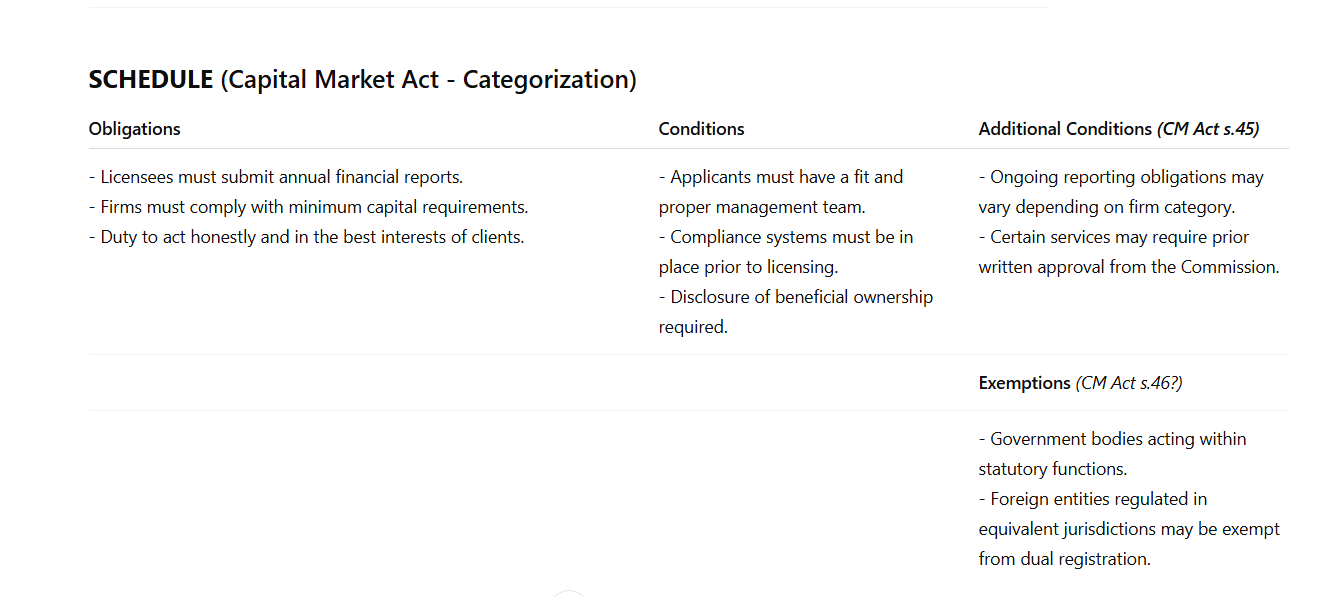 SCHEDULE (Capital Market Act - Categorization)
Obligations
Conditions
Additional Conditions (CM Act s.45)
- Licensees must submit annual financial reports.
- Firms must comply with minimum capital requirements.
- Duty to act honestly and in the best interests of clients.
- Applicants must have a fit and
proper management team.
- Compliance systems must be in
place prior to licensing.
- Disclosure of beneficial ownership
required.
- Ongoing reporting obligations may
vary depending on firm category.
- Certain services may require prior
written approval from the Commission.
Exemptions (CM Act s.46?)
- Government bodies acting within
statutory functions.
- Foreign entities regulated in
equivalent jurisdictions may be exempt
from dual registration.